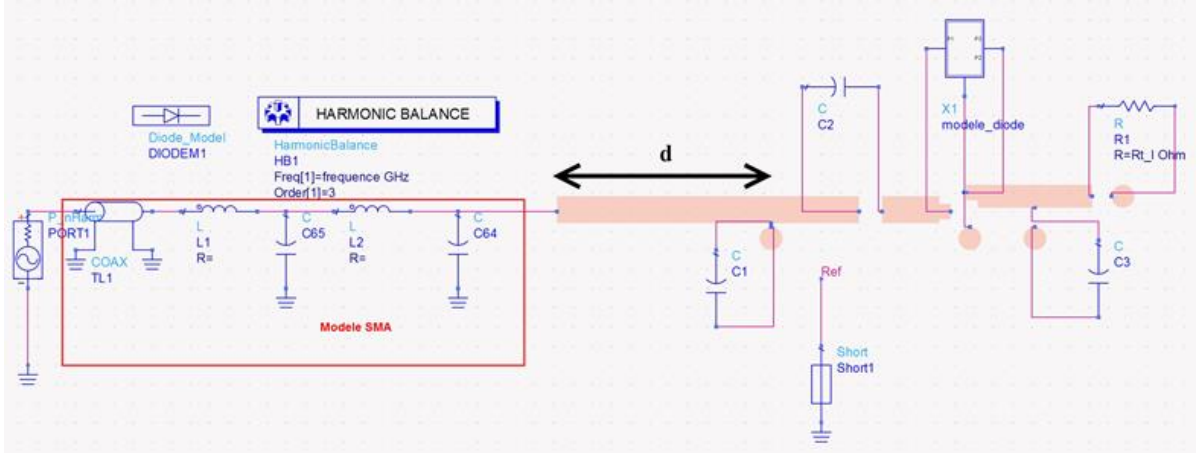 HARMONIC BALANCE
Diode_Model
DIODEM1
HarmonicBalance
HB1
Freq[1]=frequence GHz
Order[1]=3
d
C
C2
X1
modele_diode
R
R1
R=Rt_l Ohm
PORT1
COAX
TL1
L
L1
R=
C
C65
L
L2
R=
C
C64
C
C1
Ref
C
C3
Modele SMA
Short
Short1